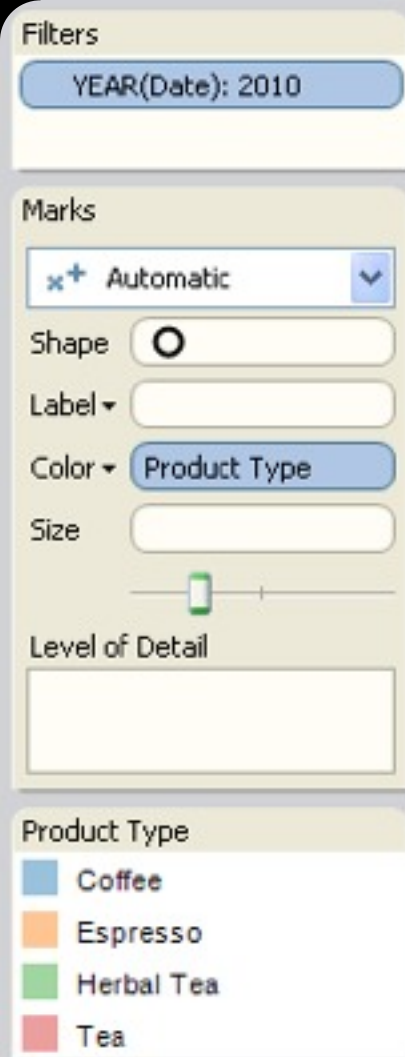 Filters
YEAR(Date): 2010
Marks
Automatic
Shape
Label
Color Product Type
Size
Level of Detail
Product Type
Coffee
Espresso
Herbal Tea
Tea